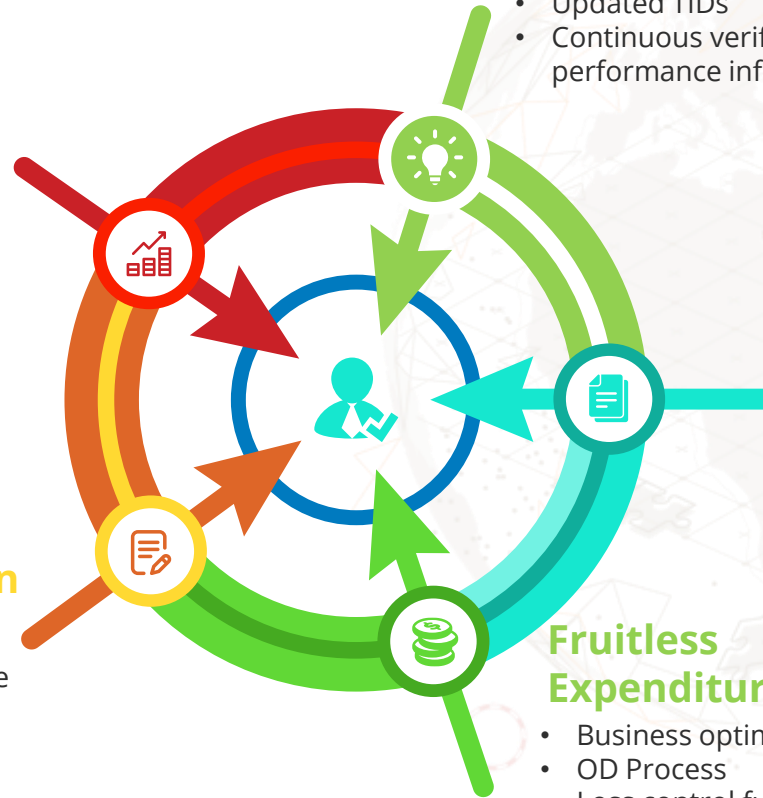 • Updated TIDs
• Continuous verif
performance inf
n
e
Fruitless
Expenditur
• Business optin
• OD Process